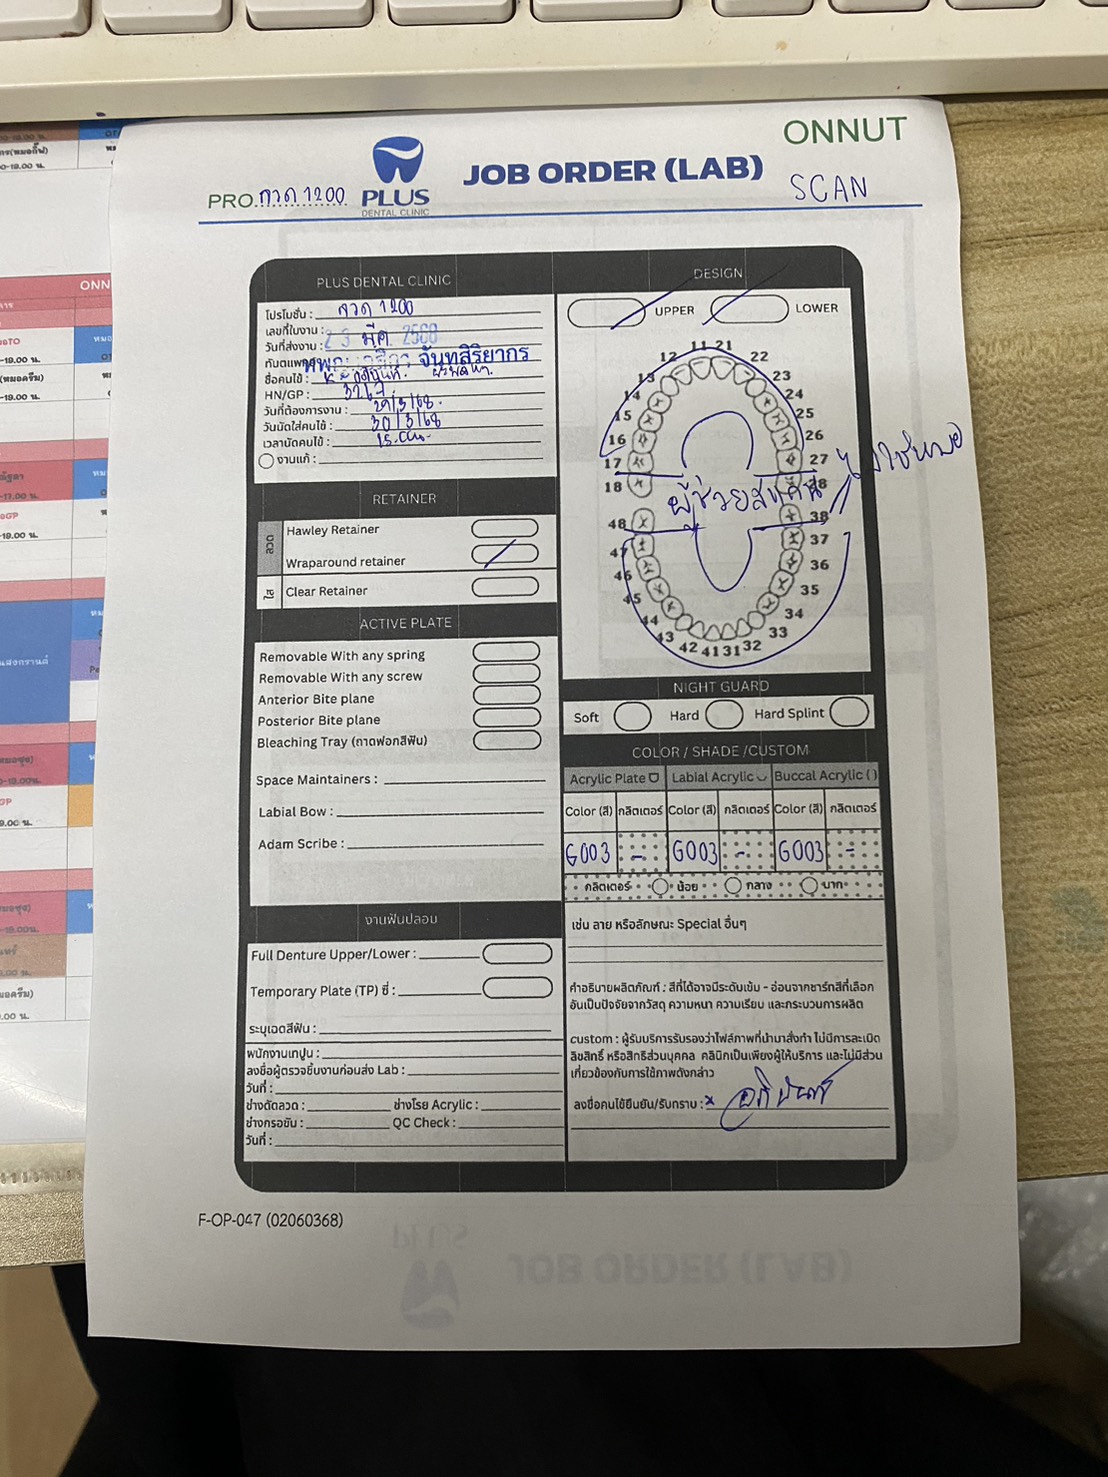 ONNUT
PRO. ลวด 1200
PLUS
DENTAL CLINIC
JOB ORDER (LAB)
SCAN
PLUS DENTAL CLINIC
โปรโมชั่น : ลวด 1200
เลขที่ใบงาน :
วันที่ส่งงาน : 23 มี.ค. 2568
ทันตแพทย์ จันทสิริยากร
ชื่อคนไข้ :
HN/GP : 3267
วันที่ต้องการงาน : 29/3/68.
วันนัดใส่คนไข้ : 30/3/68
เวลานัดคนไข้ : 15.00น.
งานแก้ :
RETAINER
ลวด
Hawley Retainer
Wraparound retainer
ใส
Clear Retainer
ACTIVE PLATE
Removable With any spring
Removable With any screw
Anterior Bite plane
Posterior Bite plane
Bleaching Tray (ถาดฟอกสีฟัน)
Space Maintainers :
Labial Bow :
Adam Scribe :
งานฟันปลอม
Full Denture Upper/Lower :
Temporary Plate (TP) ซี่ :
ระบุเฉดสีฟัน :
พนักงานเทปูน :
ลงชื่อผู้ตรวจชิ้นงานก่อนส่ง Lab :
วันที่ :
ช่างดัดลวด : ช่างโรย Acrylic :
ช่างกรอขัน : QC Check :
วันที่ :
DESIGN
UPPER LOWER
11 21
12 22
13 23
14 24
15 25
16 26
17 27
18 28
ผู้ช่วยสแกน
ไม่ใช่หมอ
48 38
47 37
46 36
45 35
44 34
43 33
42 41 31 32
NIGHT GUARD
Soft Hard Hard Splint
COLOR / SHADE /CUSTOM
Acrylic Plate Labial Acrylic Buccal Acrylic ( )
Color (สี) กลิตเตอร์ Color (สี) กลิตเตอร์ Color (สี) กลิตเตอร์
G003 - G003 - G003 -
กลิตเตอร์ น้อย กลาง มาก
เช่น ลาย หรือลักษณะ Special อื่นๆ
คำอธิบายผลิตภัณฑ์ : สีที่ได้อาจมีระดับเข้ม - อ่อนจากชาร์ทสีที่เลือก
อันเป็นปัจจัยจากวัสดุ ความหนา ความเรียบ และกระบวนการผลิต
custom : ผู้รับบริการรับรองว่าไฟล์ภาพที่นำมาสั่งทำ ไม่มีการละเมิด
ลิขสิทธิ์ หรือสิทธิส่วนบุคคล คลินิกเป็นเพียงผู้ให้บริการ และไม่มีส่วน
เกี่ยวข้องกับการใช้ภาพดังกล่าว
ลงชื่อคนไข้ยืนยัน/รับทราบ : x
F-OP-047 (02060368)